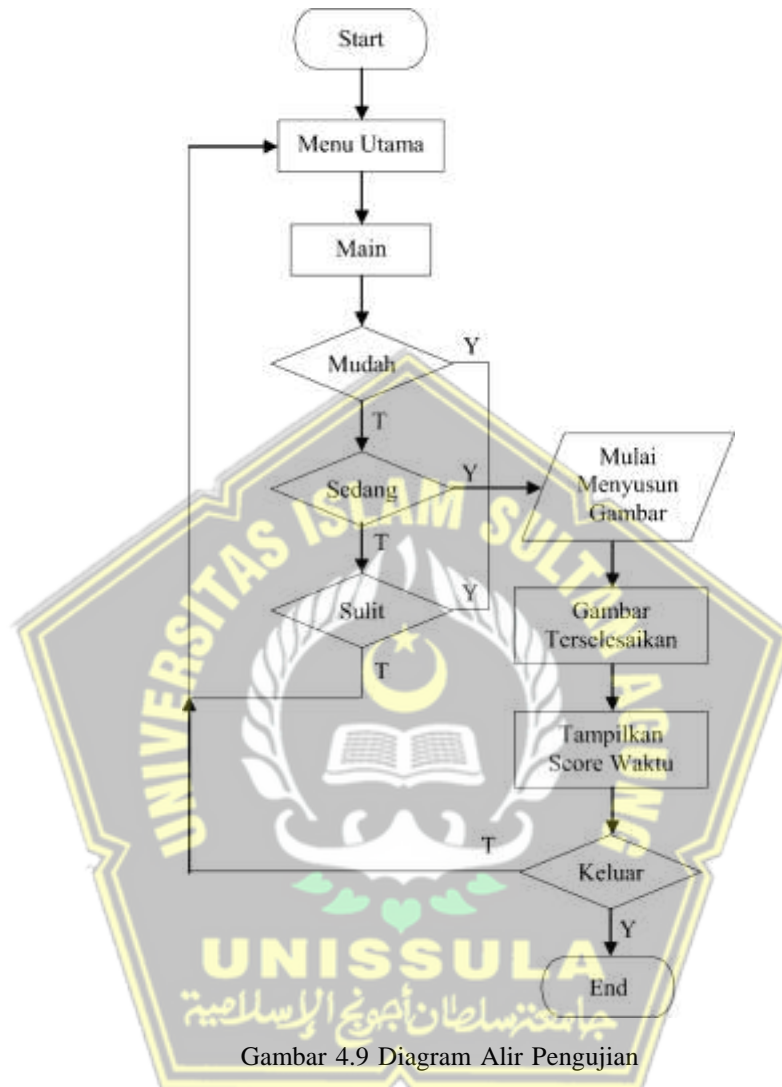 Start
Menu Utama
Main
Mudah
Y
T
Sedang
Y
Mulai
Menyusun
Gambar
T
Sulit
Y
T
Gambar
Terselesaikan
Tampilkan
Score Waktu
T
Keluar
Y
End
UNIVERSITAS ISLAM SULTAN AGUNG
UNISSULA
جامعة سلطان أجونج الإسلامية
Gambar 4.9 Diagram Alir Pengujian